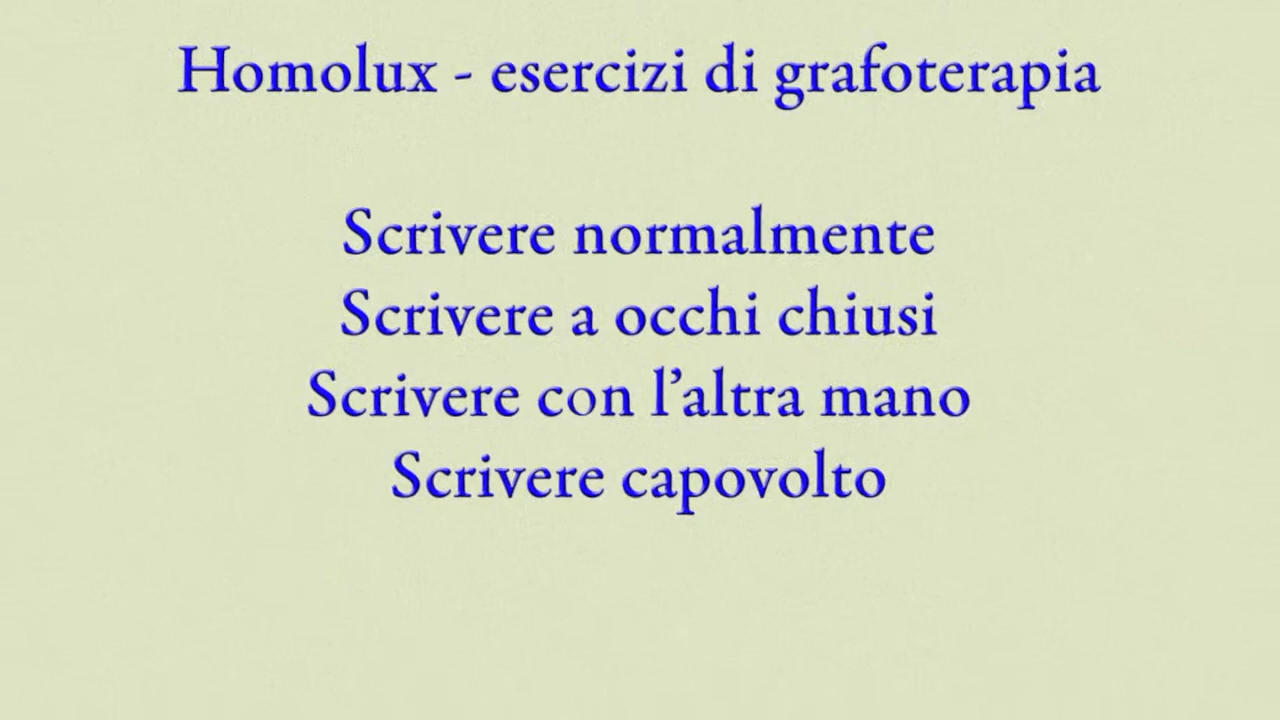 Homolux - esercizi di grafoterapia
Scrivere normalmente
Scrivere a occhi chiusi
Scrivere con l’altra mano
Scrivere capovolto